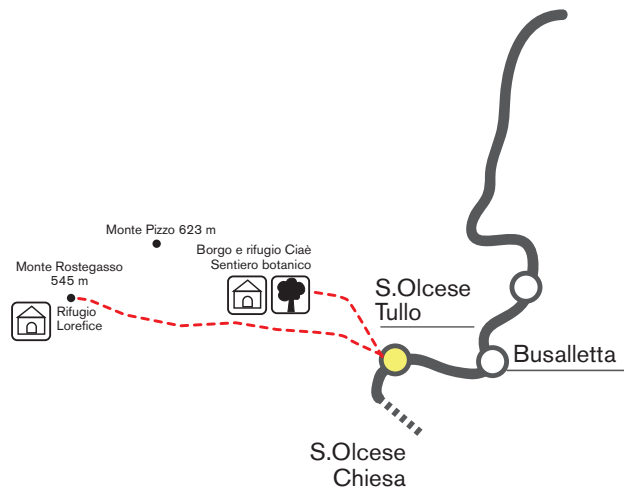 Monte Pizzo 623 m
Borgo e rifugio Ciaè
Sentiero botanico
Monte Rostegasso
545 m
Rifugio
Lorefice
S.Olcese
Tullo
Busalletta
S.Olcese
Chiesa